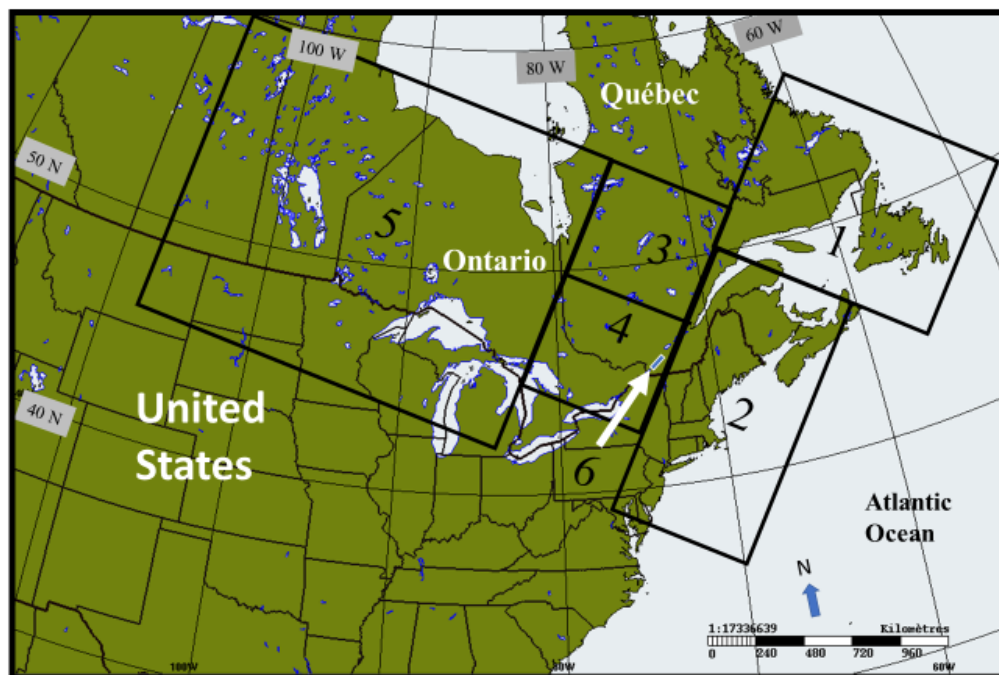 60 W
100 W
80 W
Québec
50 N
5
Ontario
3
1
4
United
States
40 N
2
6
Atlantic
Ocean
N
1:17336639 Kilomètres
0 240 480 720 960
100W 80W 60W